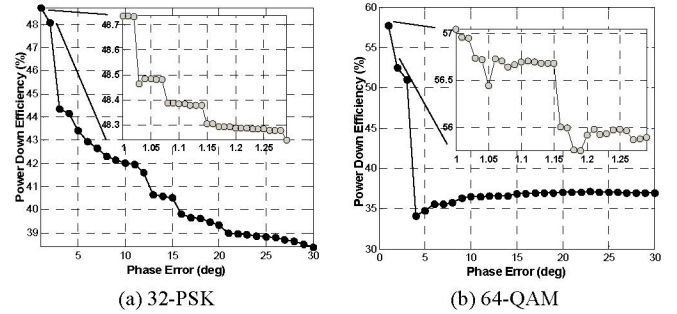 48
47
46
45
44
43
42
41
40
39
0 5 10 15 20 25 30
Power Down Efficiency (%)
Phase Error (deg)
48.7
48.6
48.5
48.4
48.3
1 1.05 1.1 1.15 1.2 1.25
(a) 32-PSK
60
55
50
45
40
35
30
0 5 10 15 20 25 30
Power Down Efficiency (%)
Phase Error (deg)
57
56.5
56
1 1.05 1.1 1.15 1.2 1.25
(b) 64-QAM